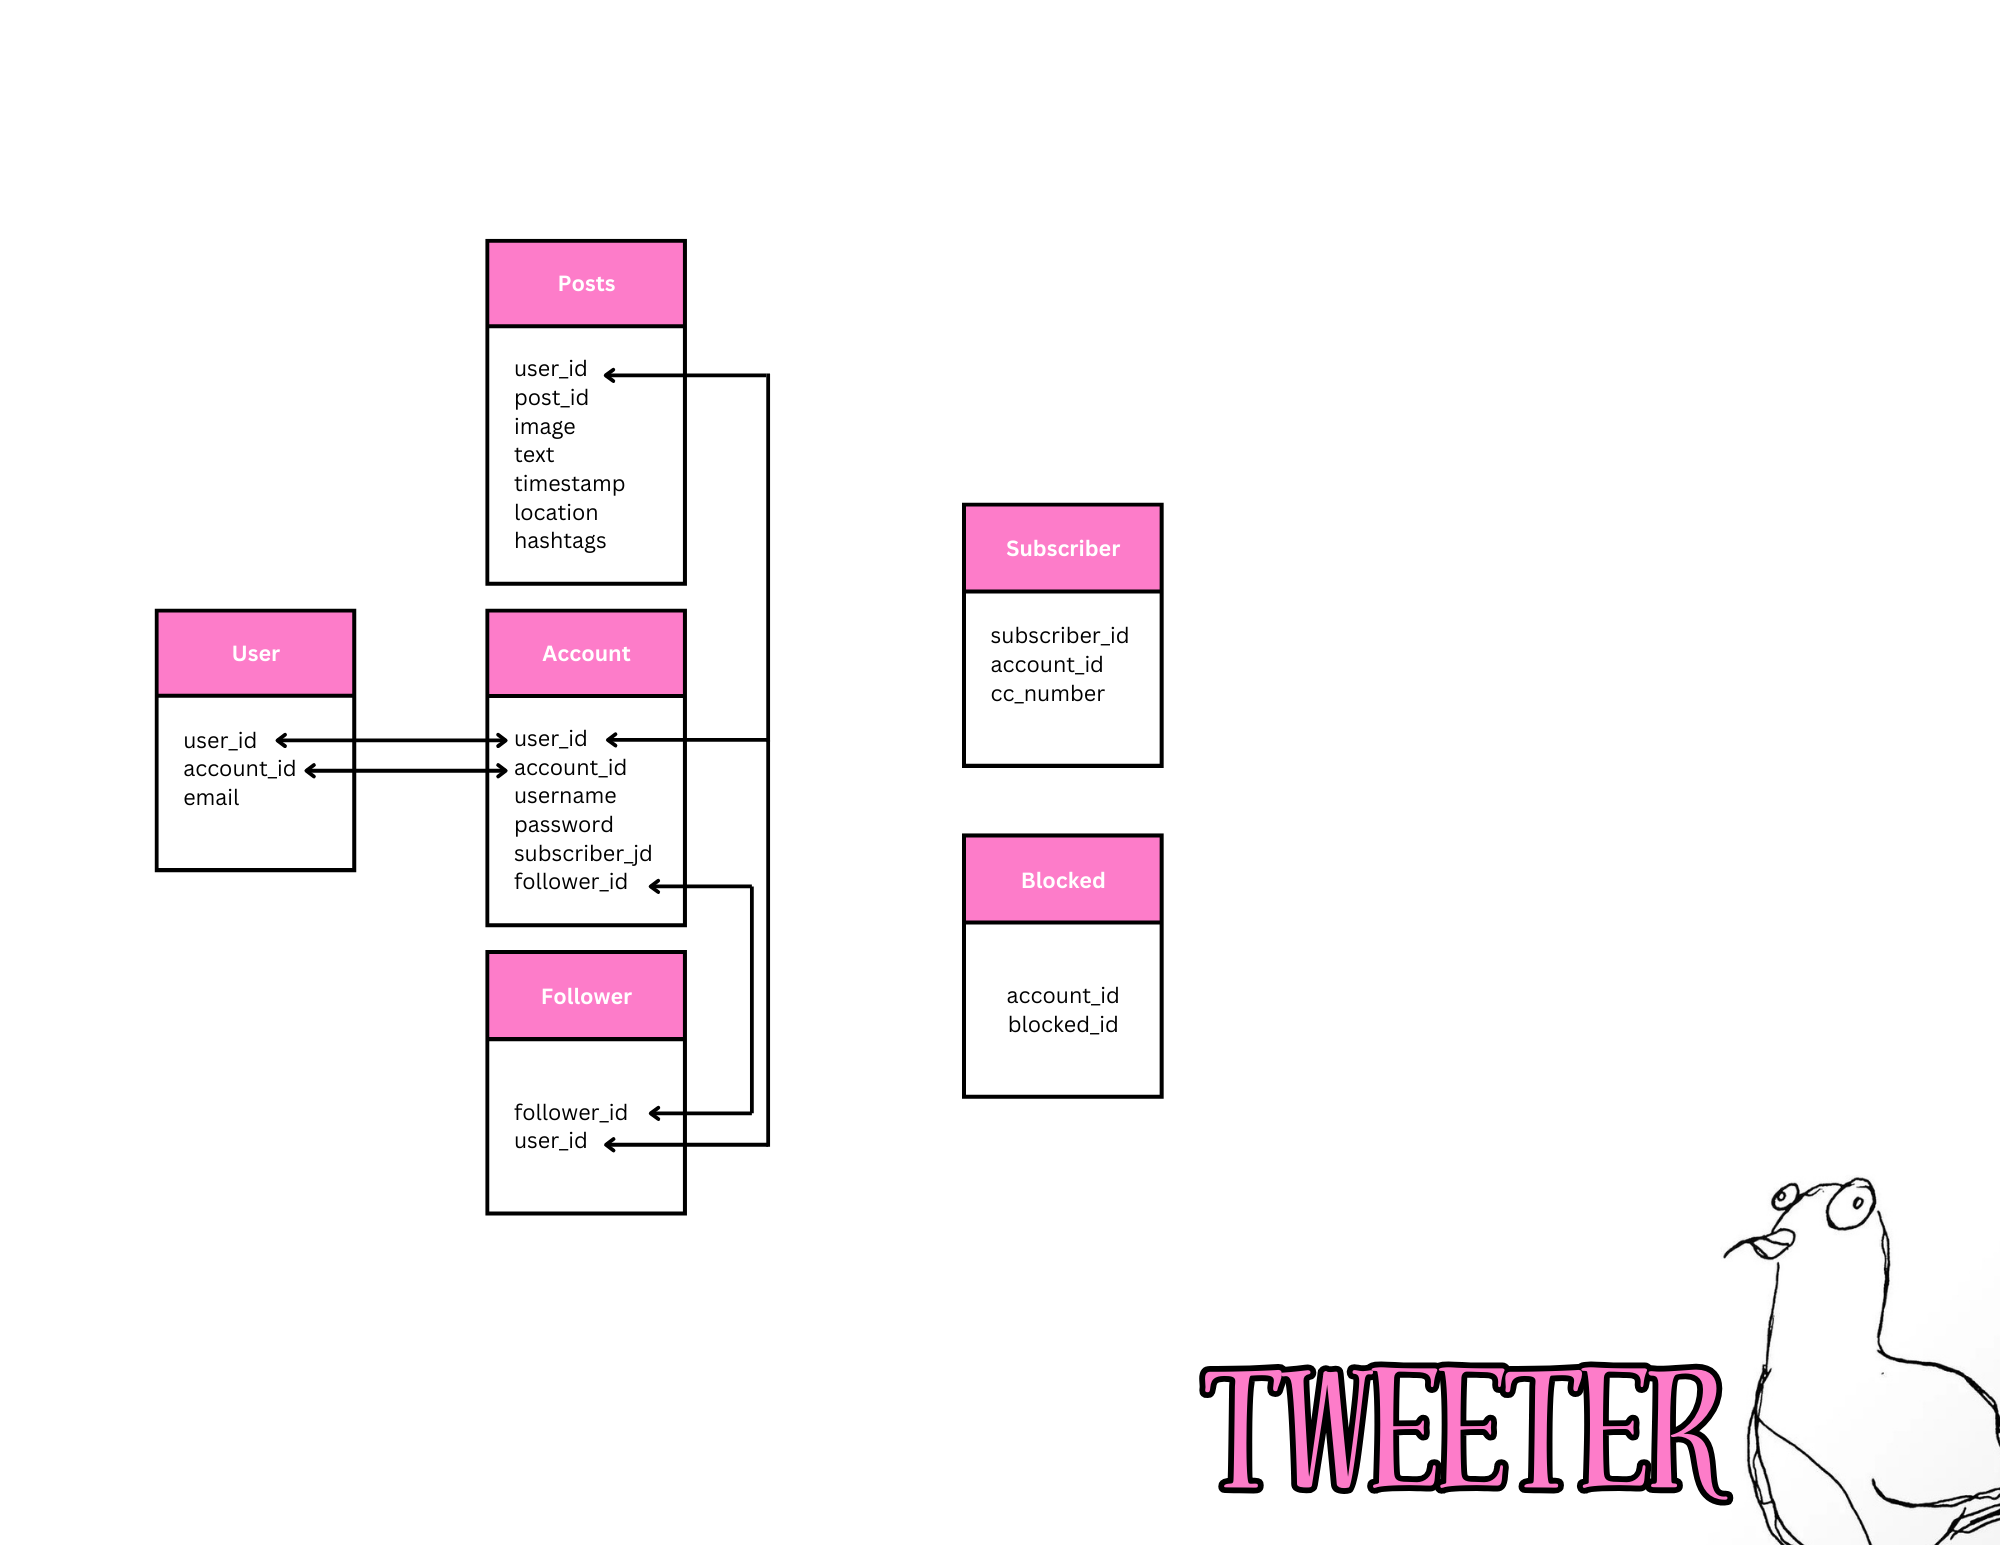 Posts
user_id
post_id
image
text
timestamp
location
hashtags
User
user_id
account_id
email
Account
user_id
account_id
username
password
subscriber_jd
follower_id
Follower
follower_id
user_id
Subscriber
subscriber_id
account_id
cc_number
Blocked
account_id
blocked_id
TWEETER